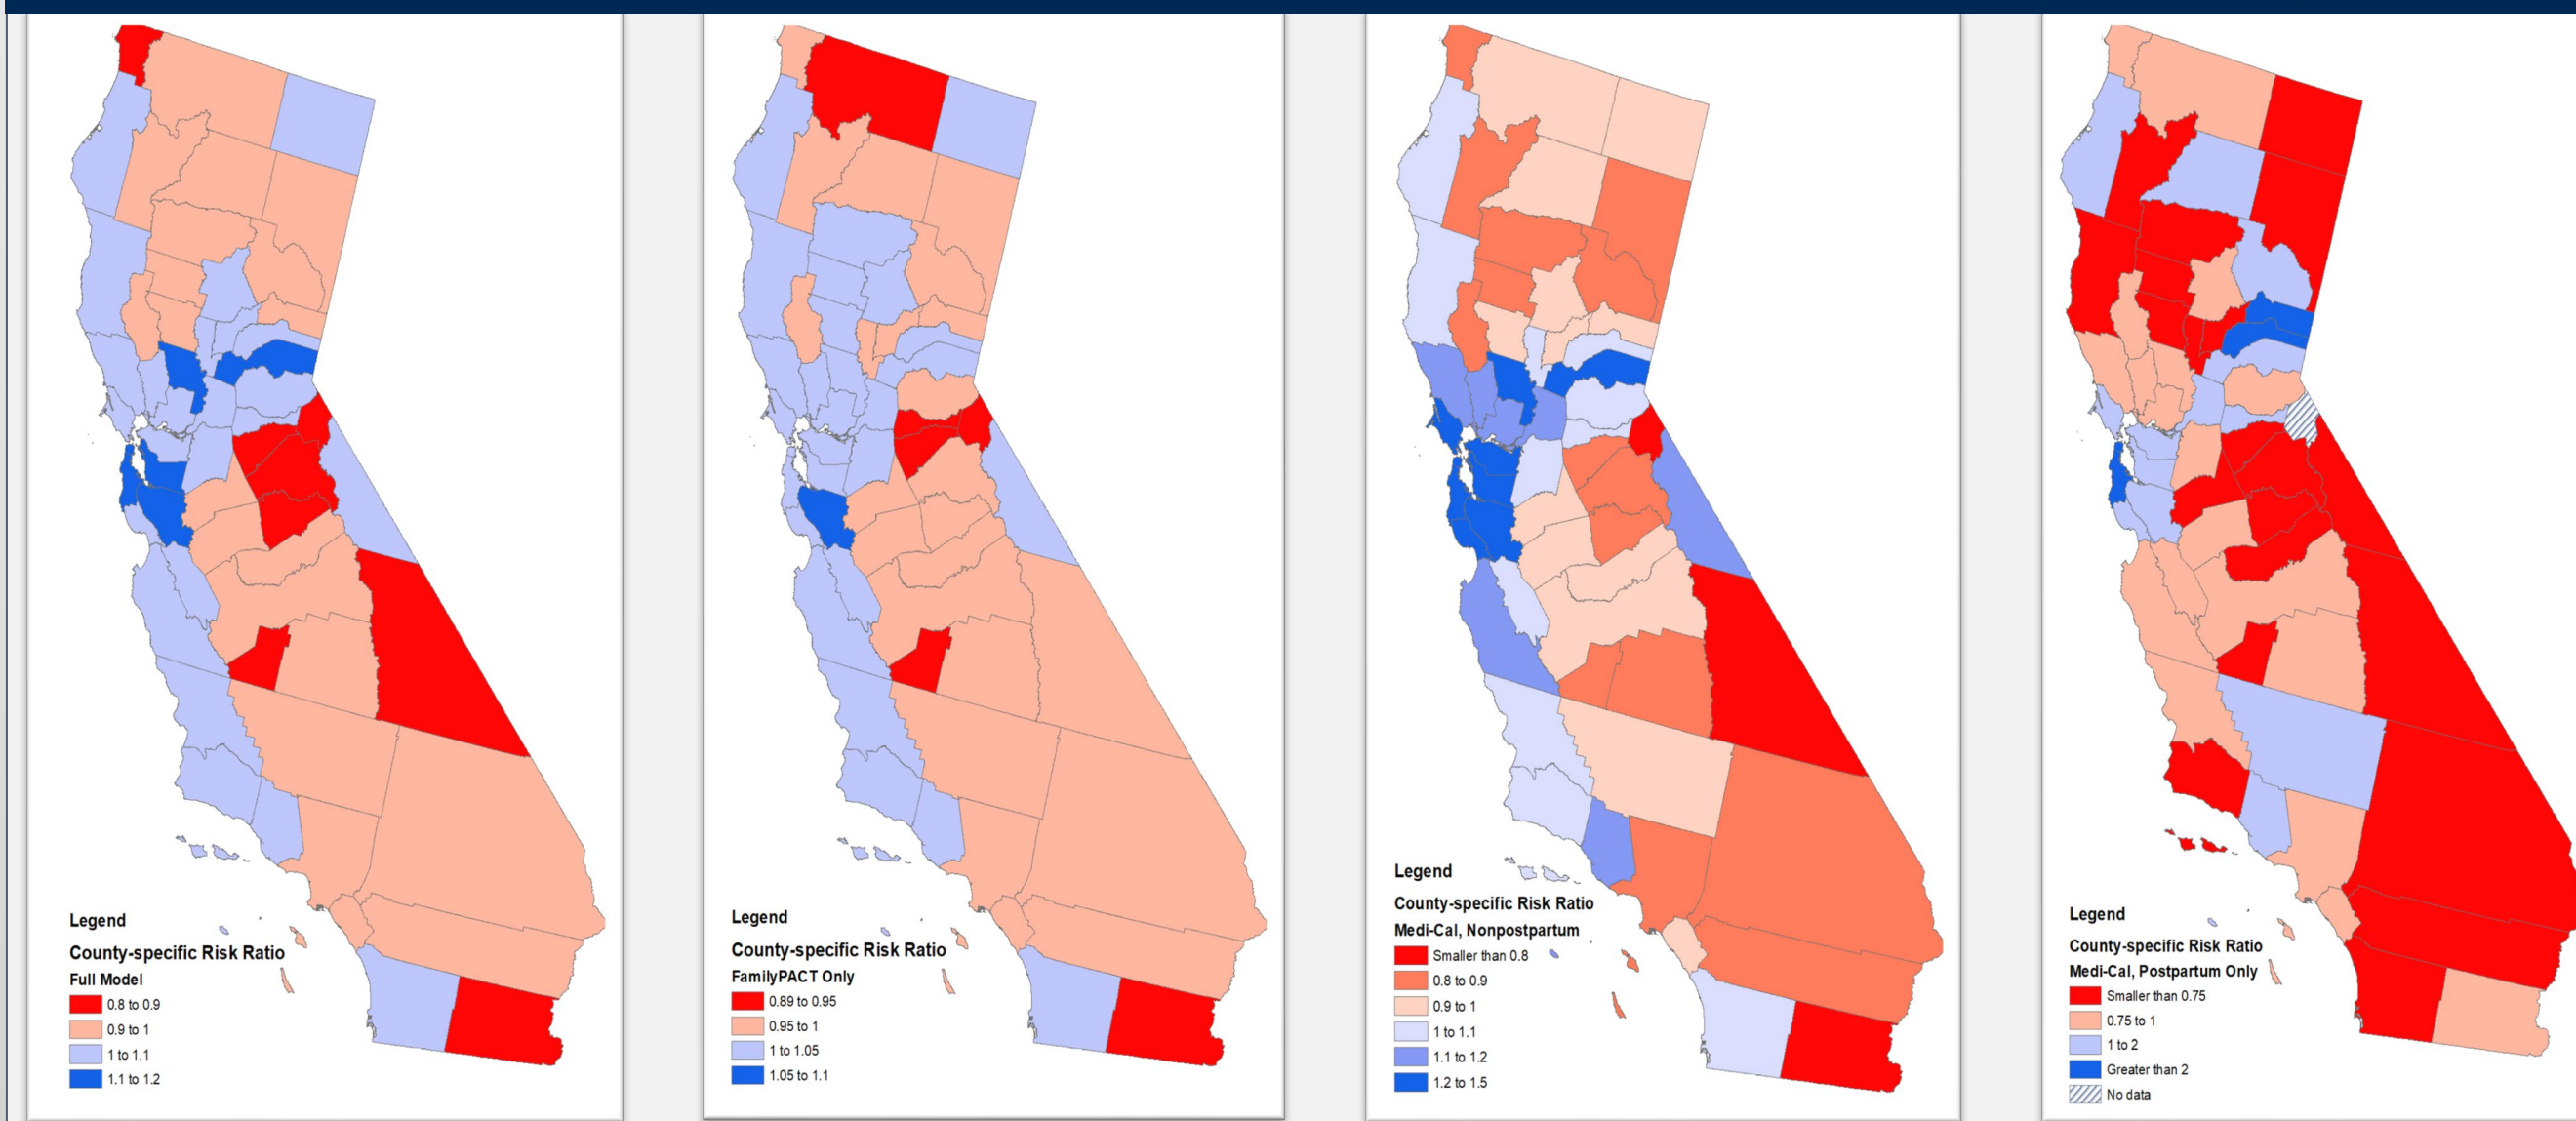 Legend
County-specific Risk Ratio
Full Model
0.8 to 0.9
0.9 to 1
1 to 1.1
1.1 to 1.2
Legend
County-specific Risk Ratio
FamilyPACT Only
0.89 to 0.95
0.95 to 1
1 to 1.05
1.05 to 1.1
Legend
County-specific Risk Ratio
Medi-Cal, Nonpostpartum
Smaller than 0.8
0.8 to 0.9
0.9 to 1
1 to 1.1
1.1 to 1.2
1.2 to 1.5
Legend
County-specific Risk Ratio
Medi-Cal, Postpartum Only
Smaller than 0.75
0.75 to 1
1 to 2
Greater than 2
No data